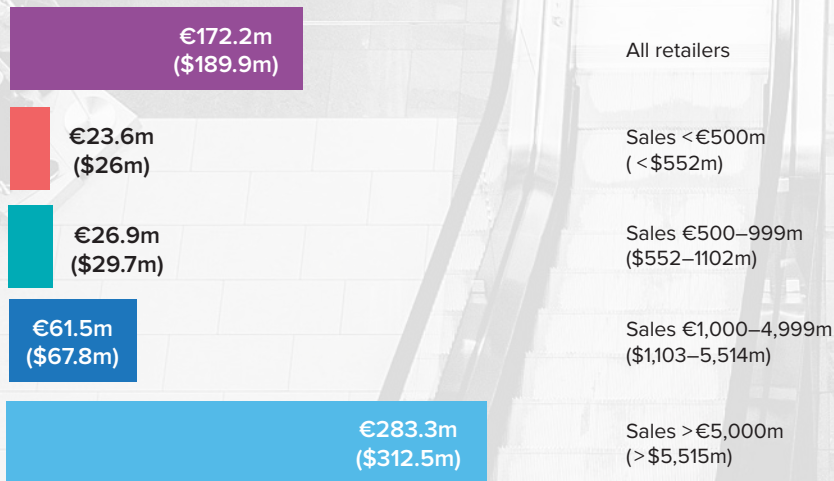 €172.2m
($189.9m)
All retailers
€23.6m
($26m)
Sales <€500m
( <$552m)
€26.9m
($29.7m)
Sales €500–999m
($552–1102m)
€61.5m
($67.8m)
Sales €1,000–4,999m
($1,103–5,514m)
€283.3m
($312.5m)
Sales >€5,000m
(>$5,515m)